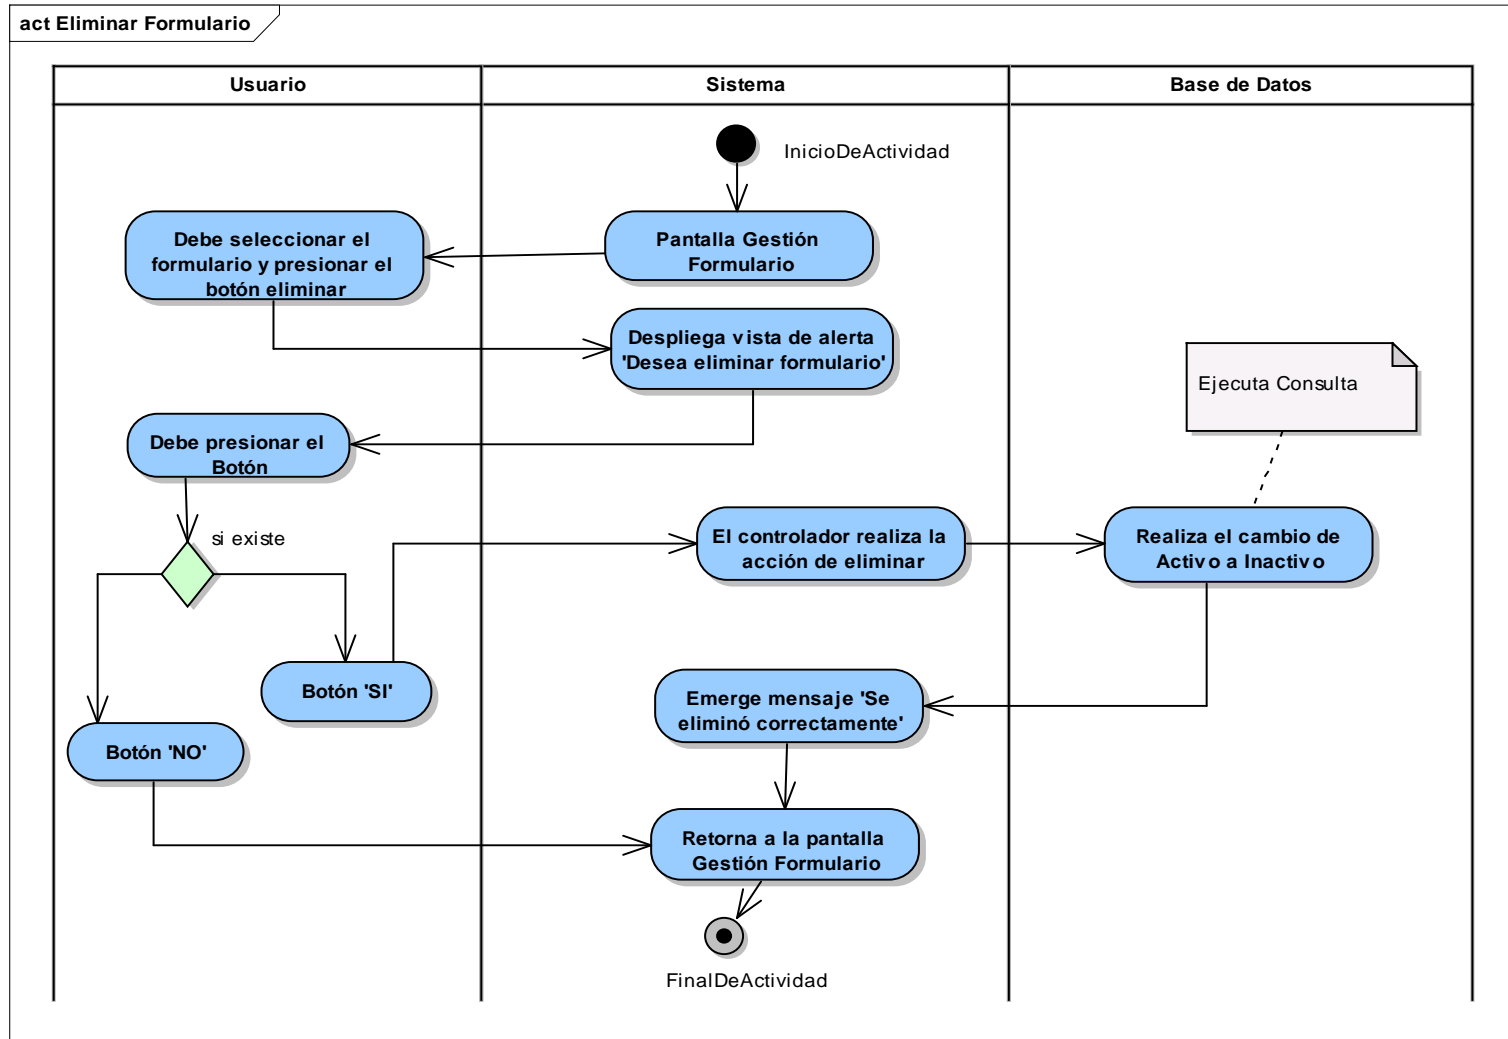 act Eliminar Formulario
Usuario
Sistema
Base de Datos
InicioDeActividad
Debe seleccionar el
formulario y presionar el
botón eliminar
Pantalla Gestión
Formulario
Despliega vista de alerta
'Desea eliminar formulario'
Ejecuta Consulta
Debe presionar el
Botón
si existe
El controlador realiza la
acción de eliminar
Realiza el cambio de
Activo a Inactivo
Botón 'SI'
Emerge mensaje 'Se
eliminó correctamente'
Botón 'NO'
Retorna a la pantalla
Gestión Formulario
FinalDeActividad